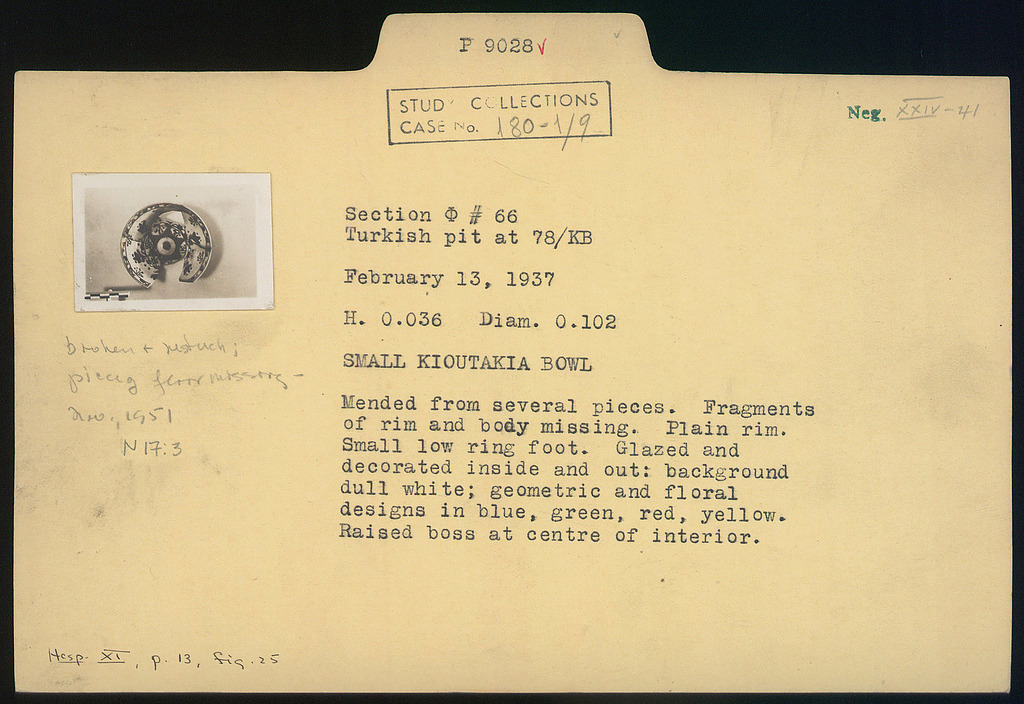 P 9028 ✓
STUDY COLLECTIONS
CASE No. 180-1/9
Neg. XXIV-41
Section Φ # 66
Turkish pit at 78/KB
February 13, 1937
H. 0.036 Diam. 0.102
SMALL KIOUTAKIA BOWL
Mended from several pieces. Fragments
of rim and body missing. Plain rim.
Small low ring foot. Glazed and
decorated inside and out: background
dull white; geometric and floral
designs in blue, green, red, yellow.
Raised boss at centre of interior.
broken +
floor missing -
Nov., 1951
N 17:3
Hesp. XI, p. 13, fig. 25